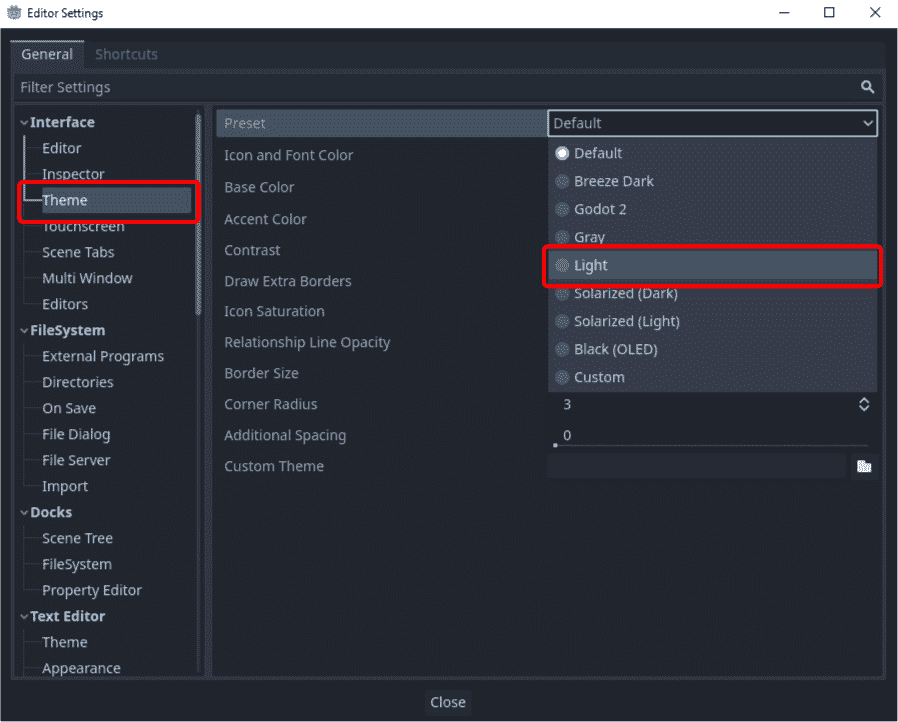 Editor Settings
General Shortcuts
Filter Settings
Interface
Editor
Inspector
Theme
Touchscreen
Scene Tabs
Multi Window
Editors
FileSystem
External Programs
Directories
On Save
File Dialog
File Server
Import
Docks
Scene Tree
FileSystem
Property Editor
Text Editor
Theme
Appearance
Preset Default
Icon and Font Color
Base Color
Accent Color
Contrast
Draw Extra Borders
Icon Saturation
Relationship Line Opacity
Border Size
Corner Radius 3
Additional Spacing 0
Custom Theme
Default
Breeze Dark
Godot 2
Gray
Light
Solarized (Dark)
Solarized (Light)
Black (OLED)
Custom
Close